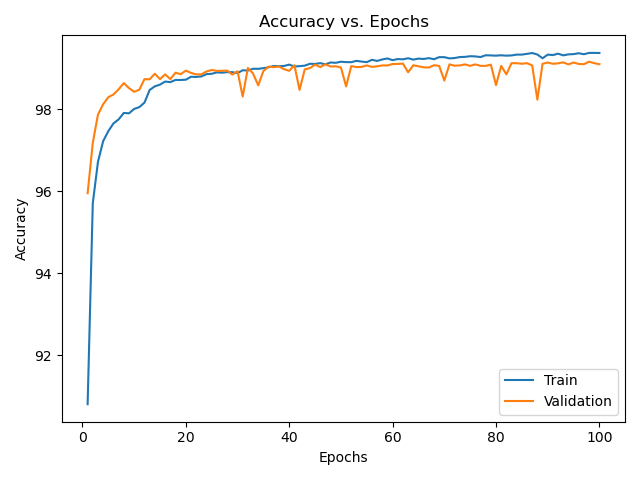 Accuracy vs. Epochs
Accuracy
98
96
94
92
0 20 40 60 80 100
Epochs
Train
Validation